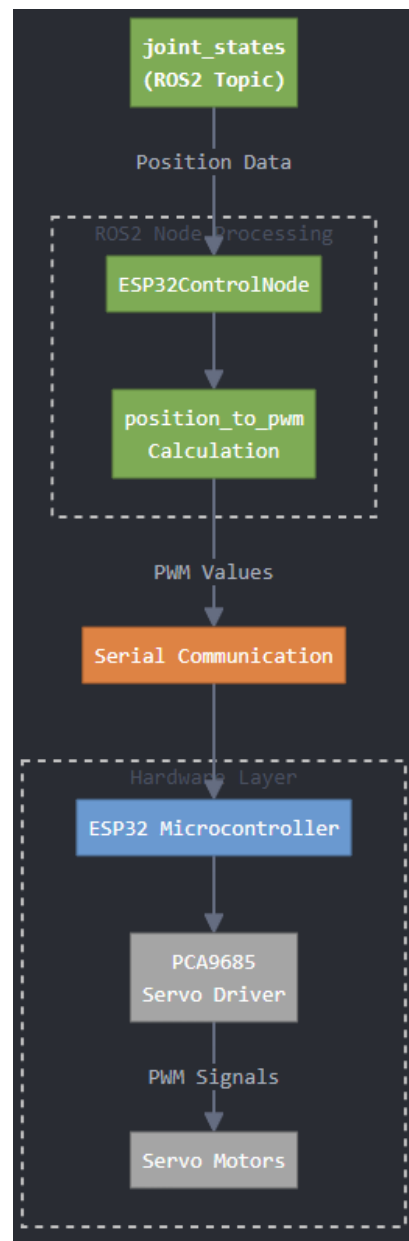 joint_states
(ROS2 Topic)
Position Data
ROS2 Node Processing
ESP32ControlNode
position_to_pwm
Calculation
PWM Values
Serial Communication
Hardware Layer
ESP32 Microcontroller
PCA9685
Servo Driver
PWM Signals
Servo Motors